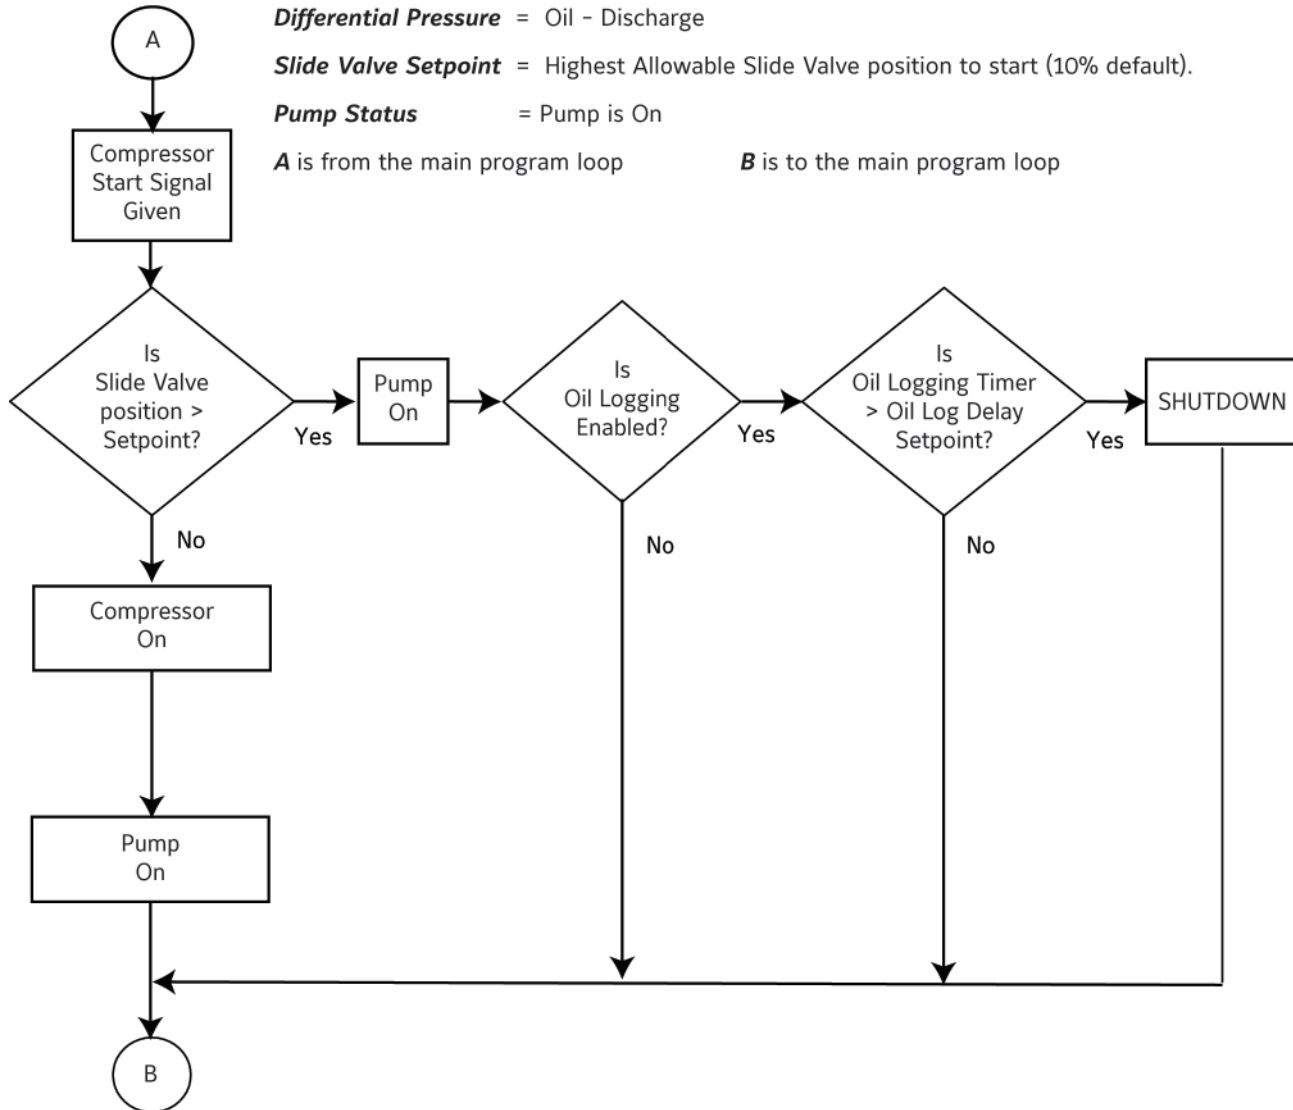 A
Differential Pressure = Oil - Discharge
Slide Valve Setpoint = Highest Allowable Slide Valve position to start (10% default).
Pump Status = Pump is On
A is from the main program loop B is to the main program loop
Compressor
Start Signal
Given
Is
Slide Valve
position >
Setpoint?
Yes
Pump
On
Is
Oil Logging
Enabled?
Yes
Is
Oil Logging Timer
> Oil Log Delay
Setpoint?
Yes
SHUTDOWN
No
No
No
Compressor
On
Pump
On
B